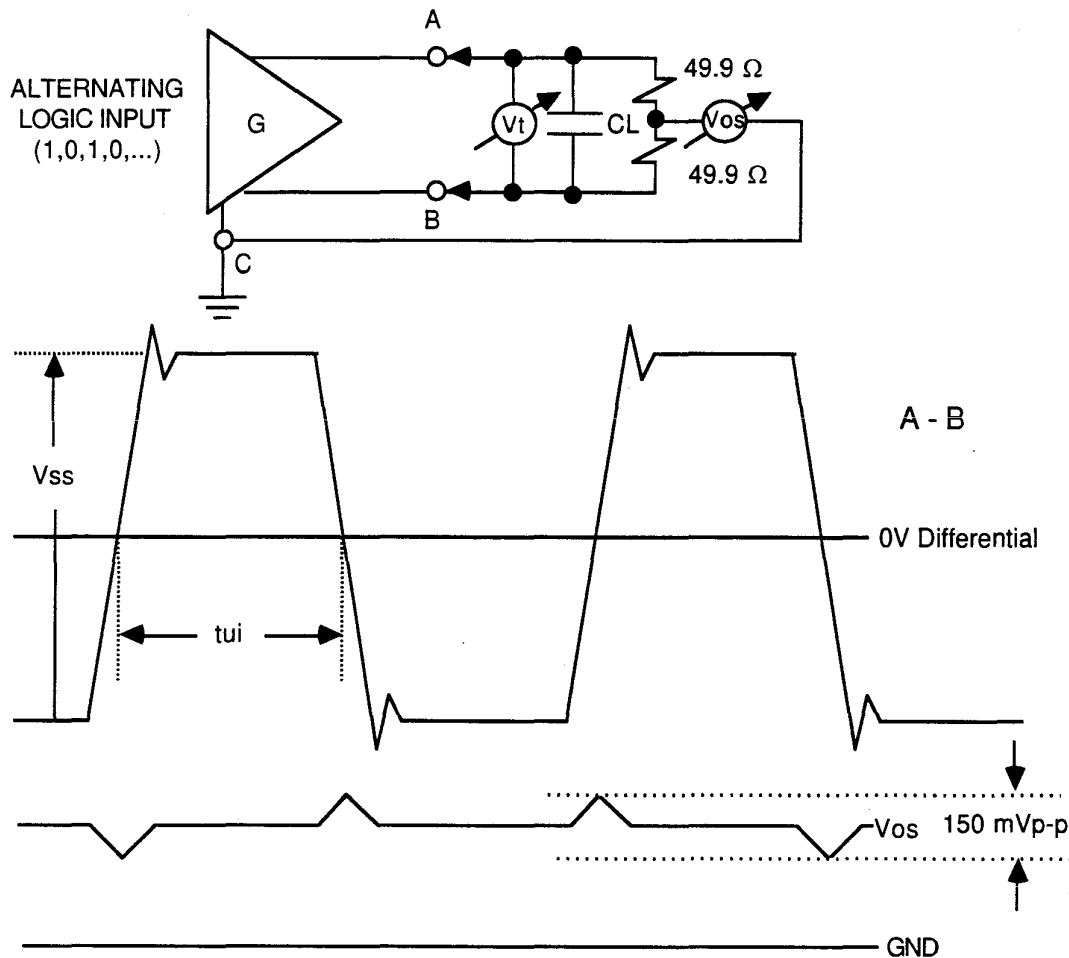 A
49.9 Ω
ALTERNATING
LOGIC INPUT
(1,0,1,0,...)
G
Vt
CL
Vos
49.9 Ω
B
C
A - B
Vss
0V Differential
tui
Vos
150 mVp-p
GND